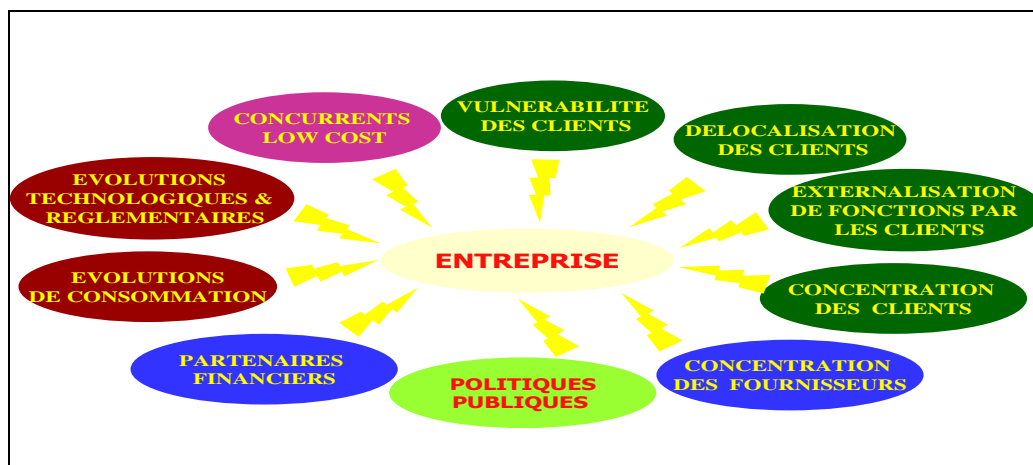 VULNERABILITE
DES CLIENTS
CONCURRENTS
LOW COST
DELOCALISATION
DES CLIENTS
EVOLUTIONS
TECHNOLOGIQUES &
REGLEMENTAIRES
EXTERNALISATION
DE FONCTIONS PAR
LES CLIENTS
ENTREPRISE
EVOLUTIONS
DE CONSOMMATION
CONCENTRATION
DES CLIENTS
PARTENAIRES
FINANCIERS
POLITIQUES
PUBLIQUES
CONCENTRATION
DES FOURNISSEURS